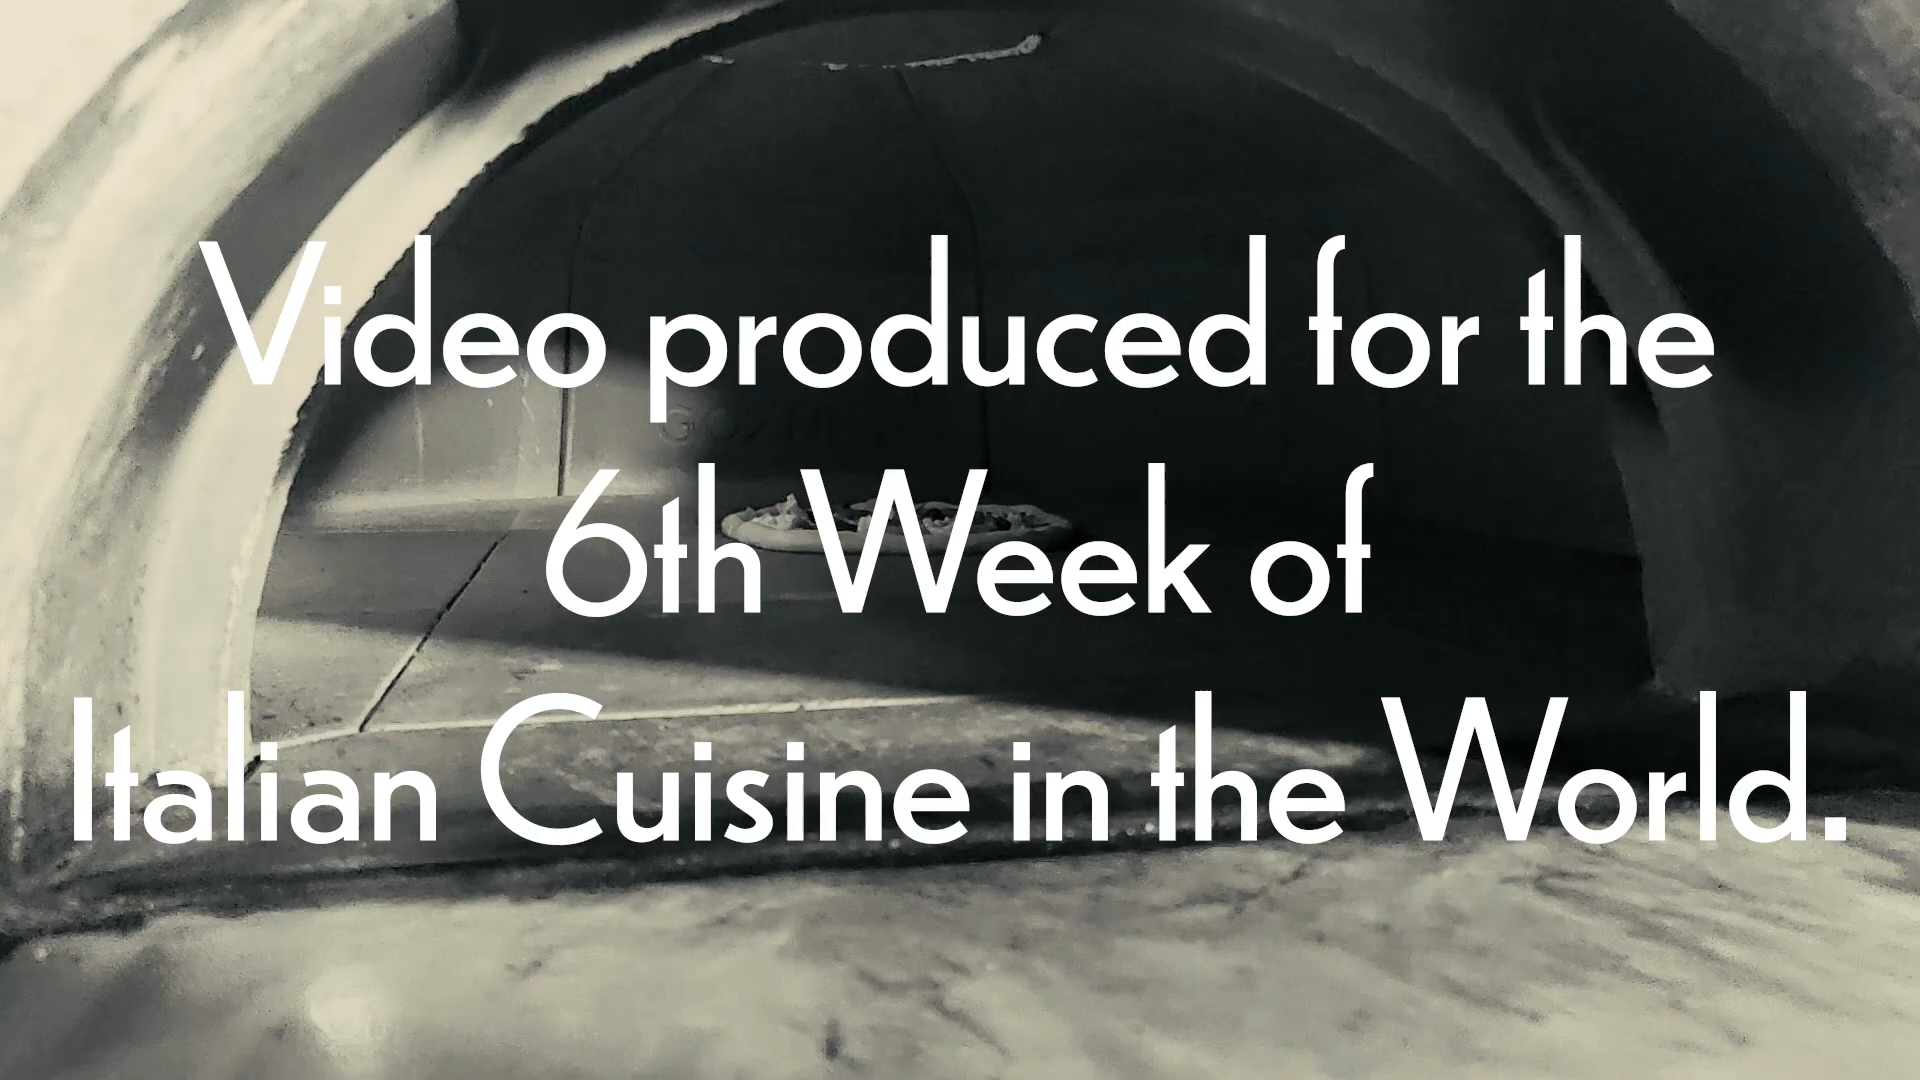 Video produced for the
6th Week of
Italian Cuisine in the World.